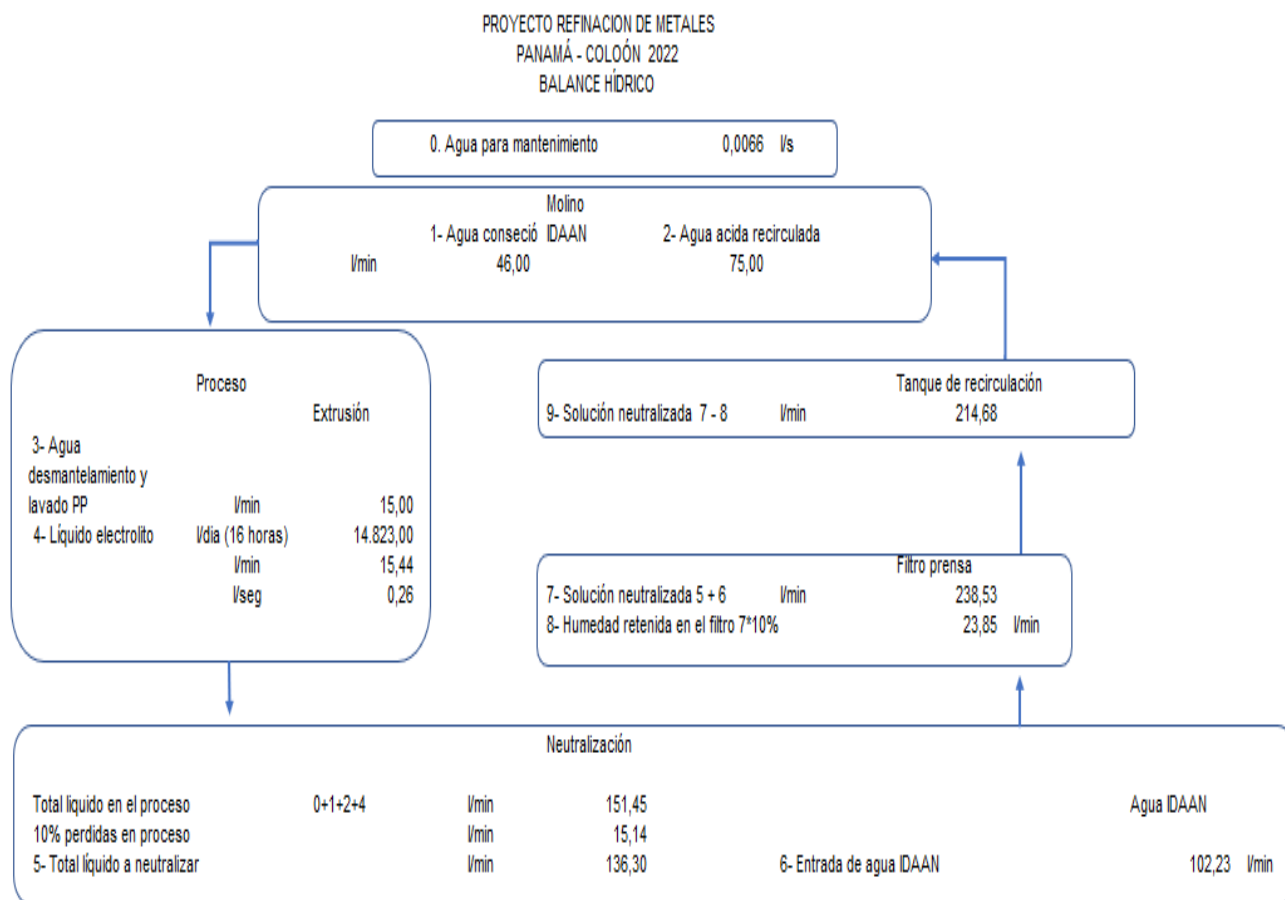 PROYECTO REFINACION DE METALES
PANAMÁ - COLOÓN 2022
BALANCE HÍDRICO
0. Agua para mantenimiento 0,0066 l/s
Molino
1- Agua conseció IDAAN 2- Agua acida recirculada
l/min 46,00 75,00
Proceso
Extrusión
3- Agua
desmantelamiento y
lavado PP l/min 15,00
4- Líquido electrolito l/dia (16 horas) 14.823,00
l/min 15,44
l/seg 0,26
Tanque de recirculación
9- Solución neutralizada 7 - 8 l/min 214,68
Filtro prensa
7- Solución neutralizada 5 + 6 l/min 238,53
8- Humedad retenida en el filtro 7*10% 23,85 l/min
Neutralización
Total liquido en el proceso 0+1+2+4 l/min 151,45 Agua IDAAN
10% perdidas en proceso l/min 15,14
5- Total líquido a neutralizar l/min 136,30 6- Entrada de agua IDAAN 102,23 l/min